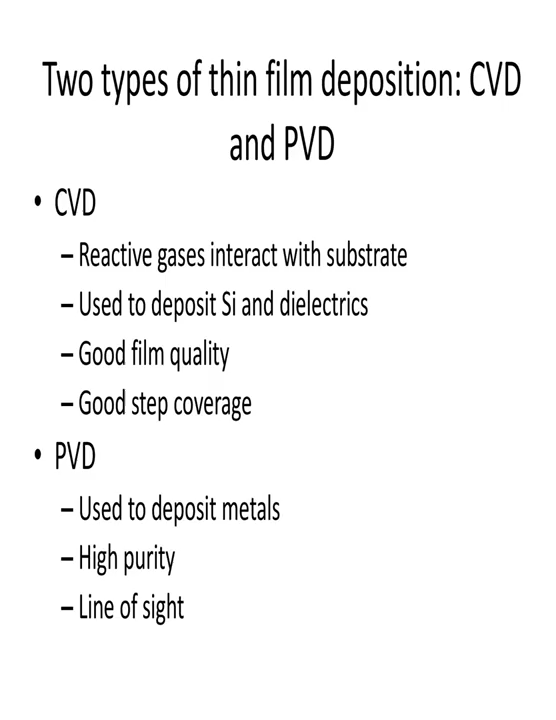 Two types of thin film deposition: CVD
and PVD
• CVD
– Reactive gases interact with substrate
– Used to deposit Si and dielectrics
– Good film quality
– Good step coverage
• PVD
– Used to deposit metals
– High purity
– Line of sight